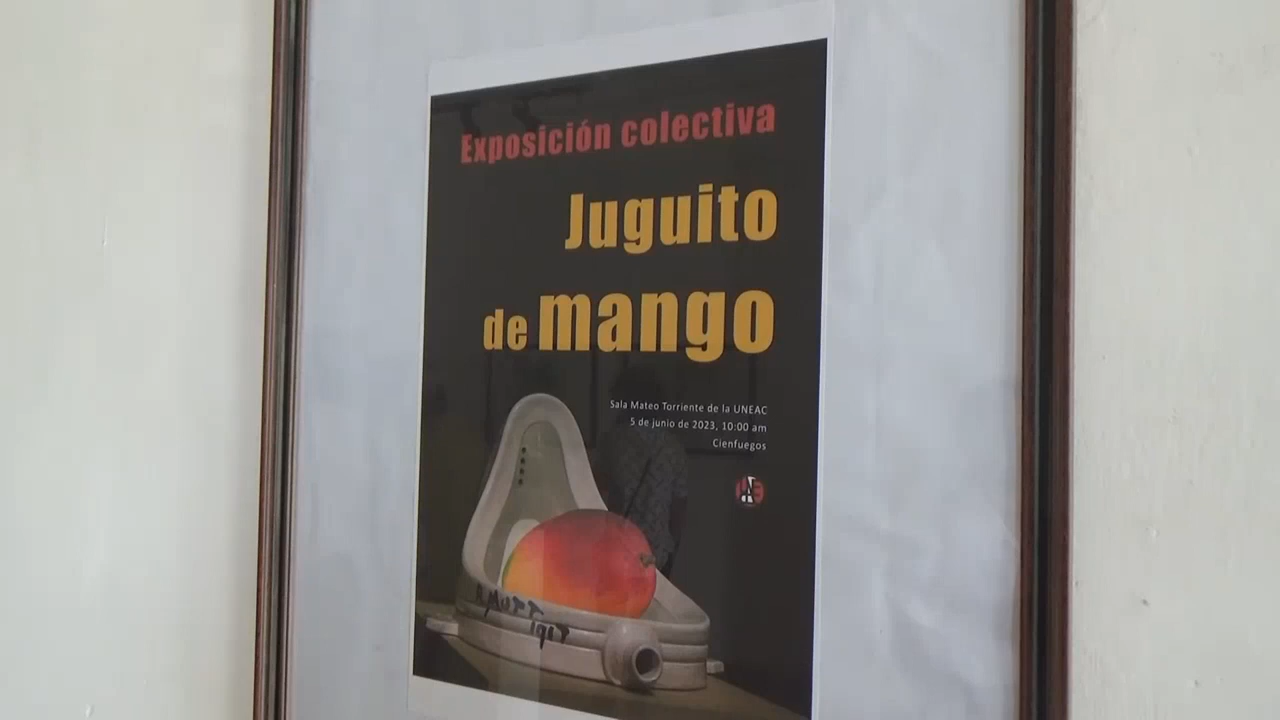 Exposición colectiva
Juguito
de mango
Sala Mateo Torriente de la UNEAC
5 de junio de 2023, 10:00 am
Cienfuegos
R.MUTT
1917